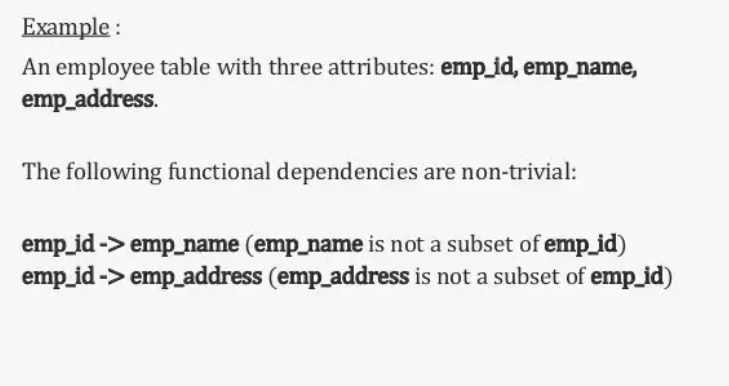 Example :
An employee table with three attributes: emp_id, emp_name,
emp_address.
The following functional dependencies are non-trivial:
emp_id -> emp_name (emp_name is not a subset of emp_id)
emp_id -> emp_address (emp_address is not a subset of emp_id)